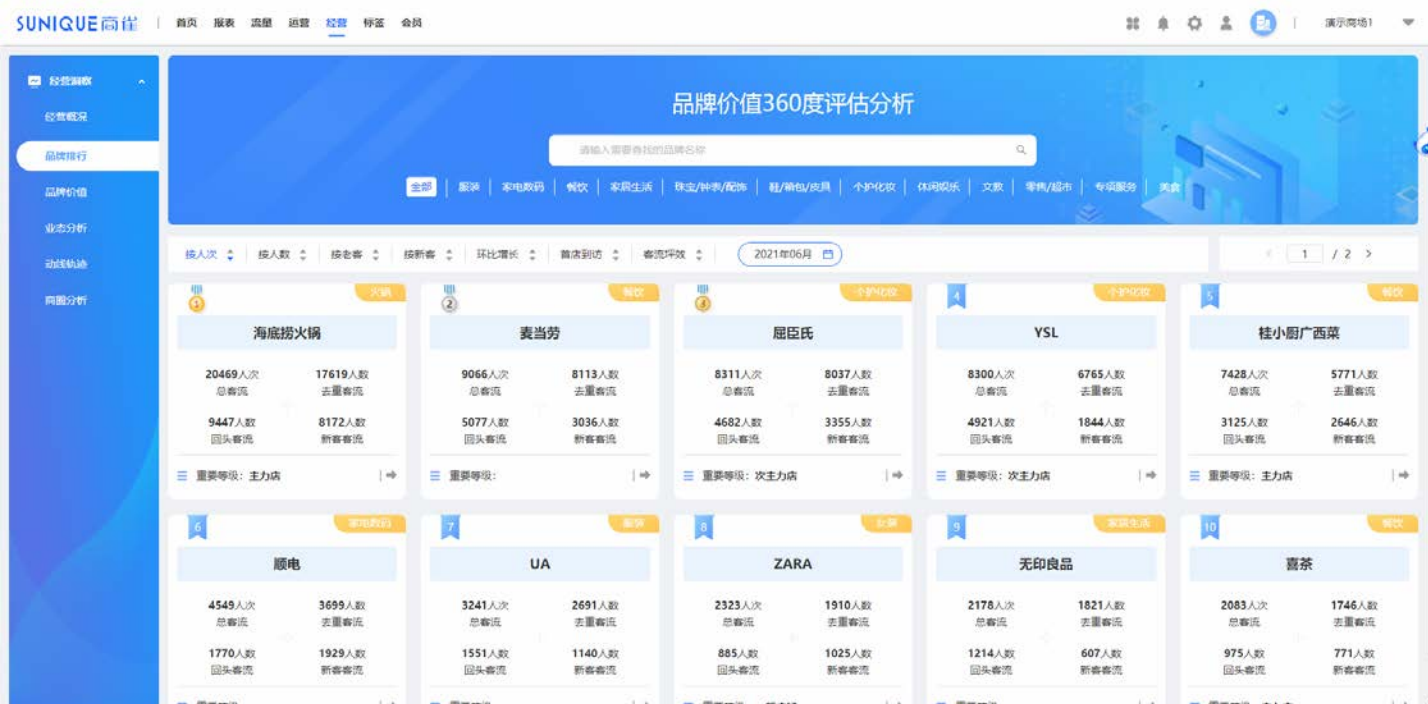 SUNIQUE商雀 首页 报表 流量 运营 经营 标签 会员 演示商场1
经营洞察
经营概况
品牌排行
品牌价值
业态分析
动线轨迹
商圈分析
品牌价值360度评估分析
请输入需要查找的品牌名称
全部 服装 家电数码 餐饮 家居生活 珠宝/钟表/配饰 鞋/箱包/皮具 个护化妆 休闲娱乐 文教 零售/超市 专项服务 美食
按人次 按人数 按老客 按新客 环比增长 首店到访 客流坪效 2021年06月 1 / 2
1 火锅 2 餐饮 3 个护化妆 4 个护化妆 5 餐饮
海底捞火锅 麦当劳 屈臣氏 YSL 桂小厨广西菜
20469人次 17619人数 9066人次 8113人数 8311人次 8037人数 8300人次 6765人数 7428人次 5771人数
总客流 去重客流 总客流 去重客流 总客流 去重客流 总客流 去重客流 总客流 去重客流
9447人数 8172人数 5077人数 3036人数 4682人数 3355人数 4921人数 1844人数 3125人数 2646人数
回头客流 新客客流 回头客流 新客客流 回头客流 新客客流 回头客流 新客客流 回头客流 新客客流
重要等级：主力店 重要等级： 重要等级：次主力店 重要等级：次主力店 重要等级：主力店
6 家电数码 7 服装 8 9 家居生活 10 餐饮
顺电 UA ZARA 无印良品 喜茶
4549人次 3699人数 3241人次 2691人数 2323人次 1910人数 2178人次 1821人数 2083人次 1746人数
总客流 去重客流 总客流 去重客流 总客流 去重客流 总客流 去重客流 总客流 去重客流
1770人数 1929人数 1551人数 1140人数 885人数 1025人数 1214人数 607人数 975人数 771人数
回头客流 新客客流 回头客流 新客客流 回头客流 新客客流 回头客流 新客客流 回头客流 新客客流